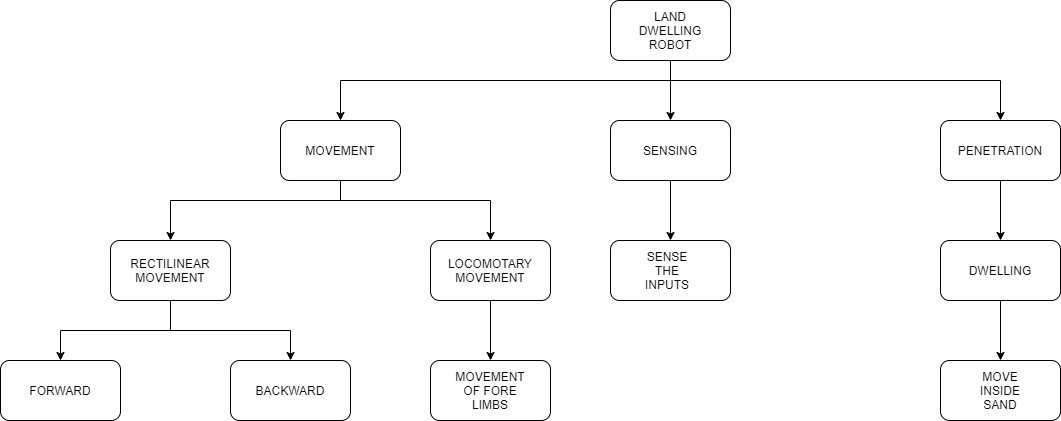 LAND
DWELLING
ROBOT
MOVEMENT
SENSING
PENETRATION
RECTILINEAR
MOVEMENT
LOCOMOTARY
MOVEMENT
SENSE
THE
INPUTS
DWELLING
FORWARD
BACKWARD
MOVEMENT
OF FORE
LIMBS
MOVE
INSIDE
SAND